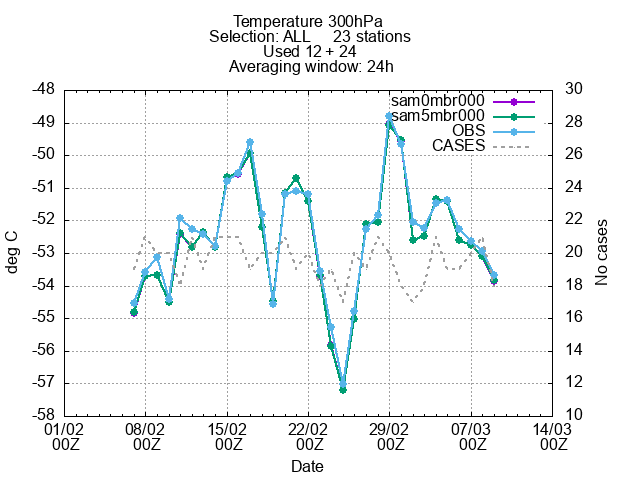 Temperature 300hPa
Selection: ALL 23 stations
Used 12 + 24
Averaging window: 24h
sam0mbr000
sam5mbr000
OBS
CASES
deg C
-48
-49
-50
-51
-52
-53
-54
-55
-56
-57
-58
30
28
26
24
22
20
18
16
14
12
10
No cases
01/02 08/02 15/02 22/02 29/02 07/03 14/03
00Z 00Z 00Z 00Z 00Z 00Z 00Z
Date